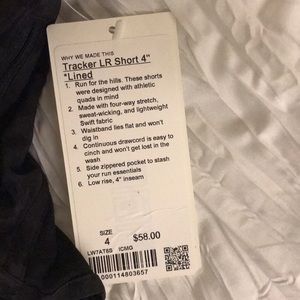 WHY WE MADE THIS
Tracker LR Short 4"
*Lined
1. Run for the hills. These shorts
were designed with athletic
quads in mind
2. Made with four-way stretch,
sweat-wicking, and lightweight
Swift fabric
3. Waistband lies flat and won't
dig in
4. Continuous drawcord is easy to
cinch and won't get lost in the
wash
5. Side zippered pocket to stash
your run essentials
6. Low rise, 4" inseam
SIZE
4 $58.00
LW7AT6S ICMG
000114803657